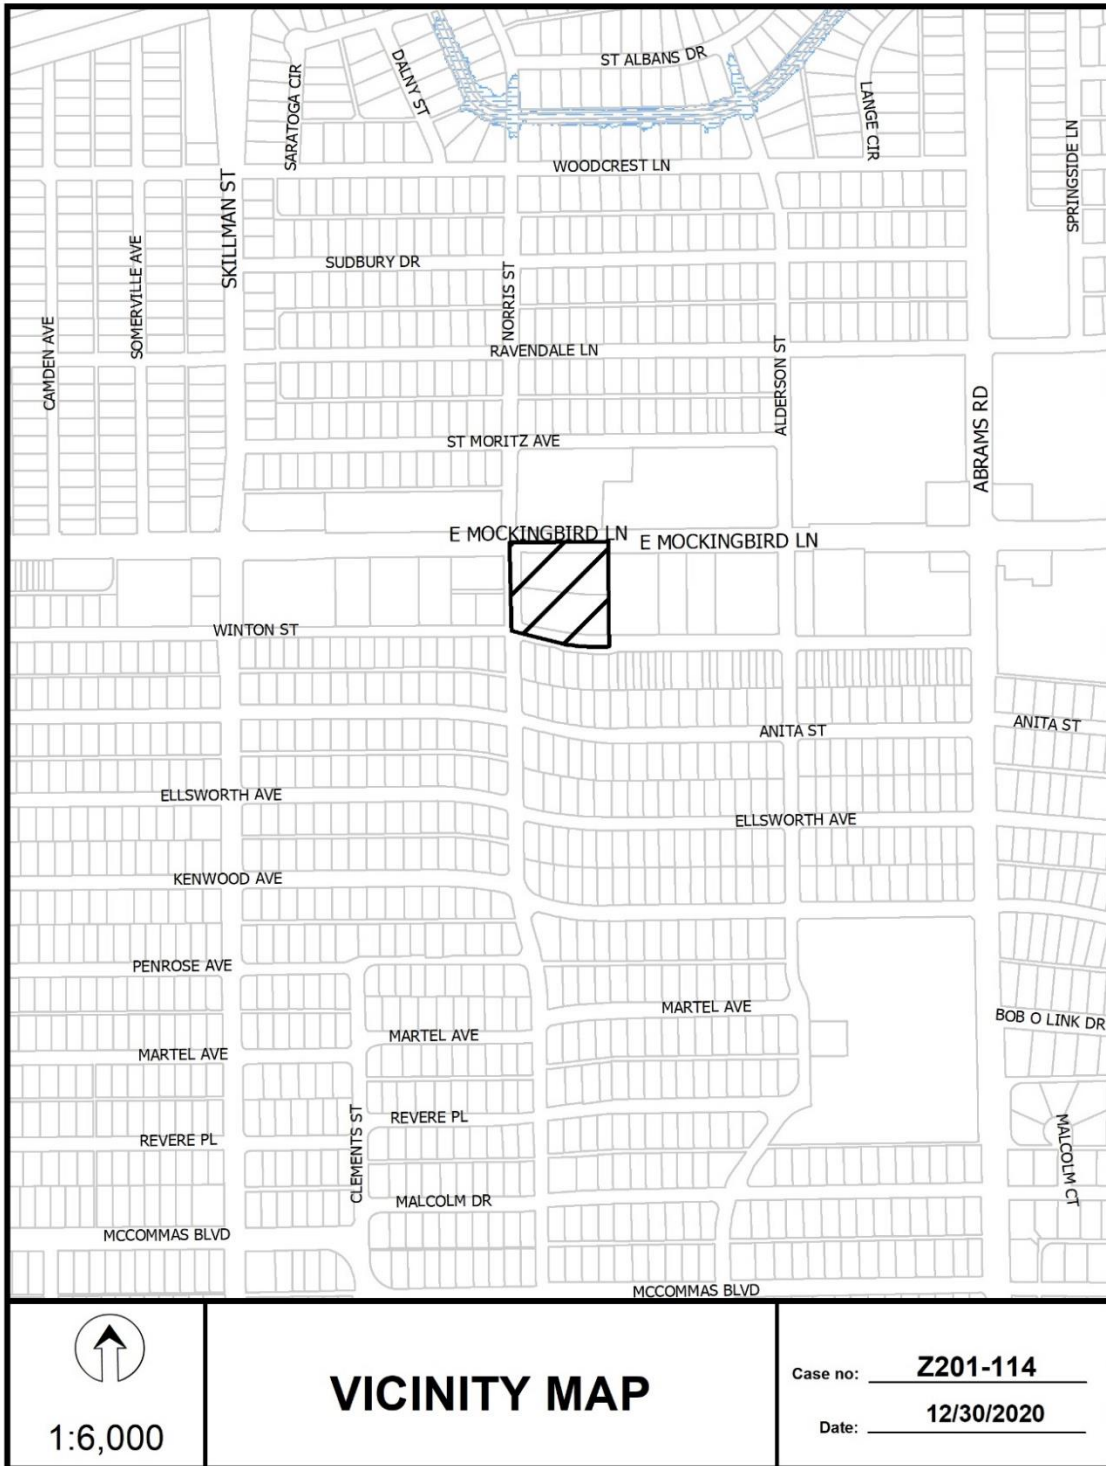 ST ALBANS DR
DALNY ST
SARATOGA CIR
LANGE CIR
SPRINGSIDE LN
WOODCREST LN
SKILLMAN ST
SOMERVILLE AVE
CAMDEN AVE
SUDBURY DR
NORRIS ST
RAVENDALE LN
ALDERSON ST
ABRAMS RD
ST MORITZ AVE
E MOCKINGBIRD LN
E MOCKINGBIRD LN
WINTON ST
ANITA ST
ANITA ST
ELLSWORTH AVE
ELLSWORTH AVE
KENWOOD AVE
PENROSE AVE
MARTEL AVE
BOB O LINK DR
MARTEL AVE
MARTEL AVE
REVERE PL
REVERE PL
CLEMENTS ST
MALCOLM CT
MALCOLM DR
MCCOMMAS BLVD
MCCOMMAS BLVD
1:6,000
VICINITY MAP
Case no: Z201-114
Date: 12/30/2020